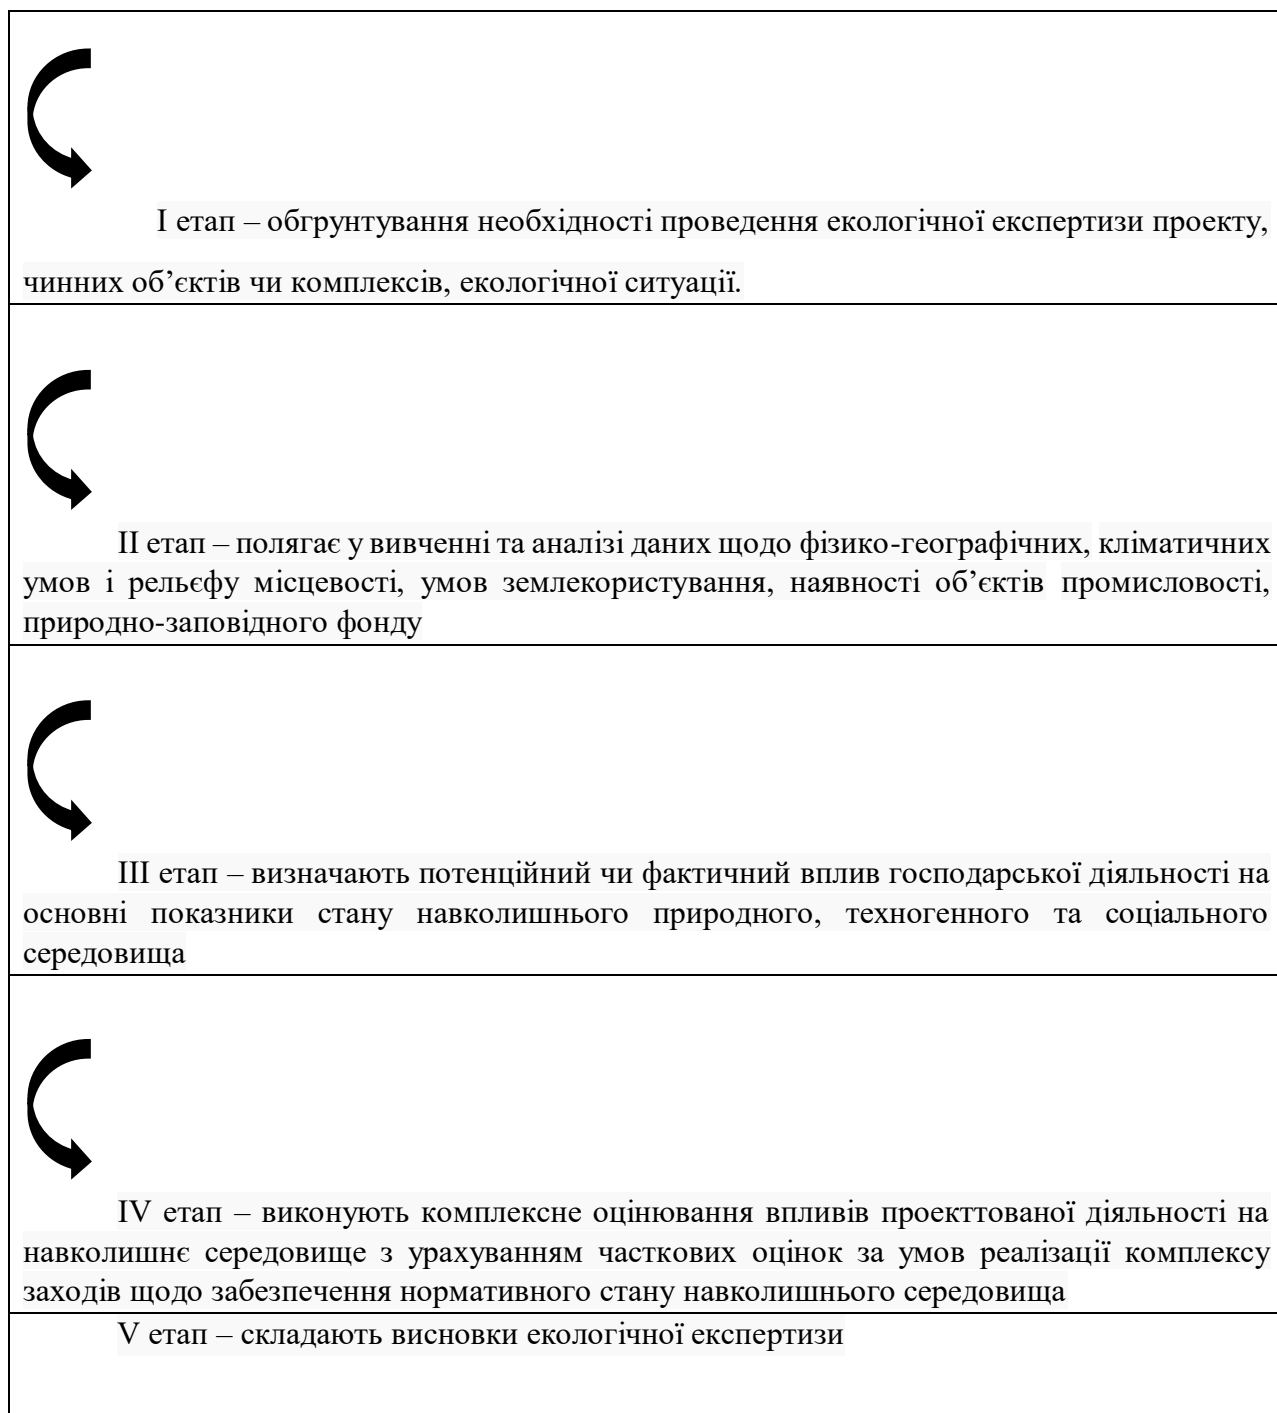 І етап – обгрунтування необхідності проведення екологічної експертизи проекту,
чинних об’єктів чи комплексів, екологічної ситуації.
ІІ етап – полягає у вивченні та аналізі даних щодо фізико-географічних, кліматичних
умов і рельєфу місцевості, умов землекористування, наявності об’єктів промисловості,
природно-заповідного фонду
ІІІ етап – визначають потенційний чи фактичний вплив господарської діяльності на
основні показники стану навколишнього природного, техногенного та соціального
середовища
IV етап – виконують комплексне оцінювання впливів проекттованої діяльності на
навколишнє середовище з урахуванням часткових оцінок за умов реалізації комплексу
заходів щодо забезпечення нормативного стану навколишнього середовища
V етап – складають висновки екологічної експертизи